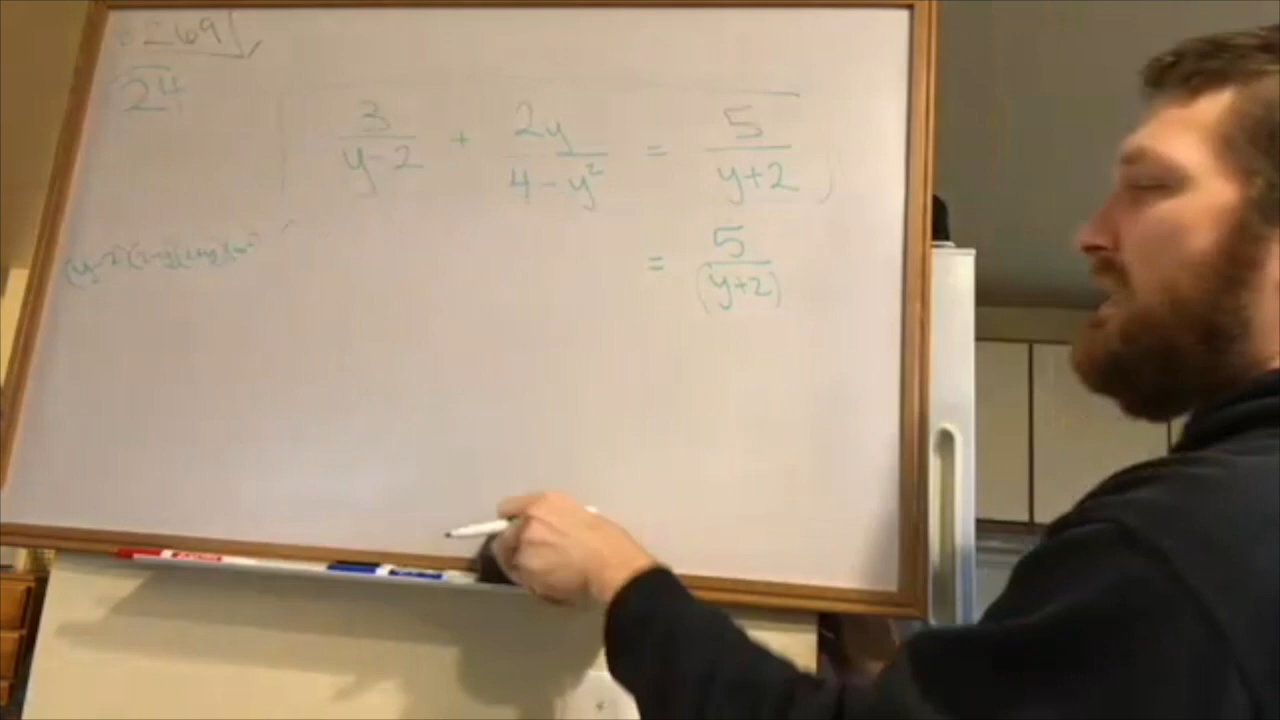 269
24
3/(y-2) + 2y/(4-y²) = 5/(y+2)
= 5/(y+2)